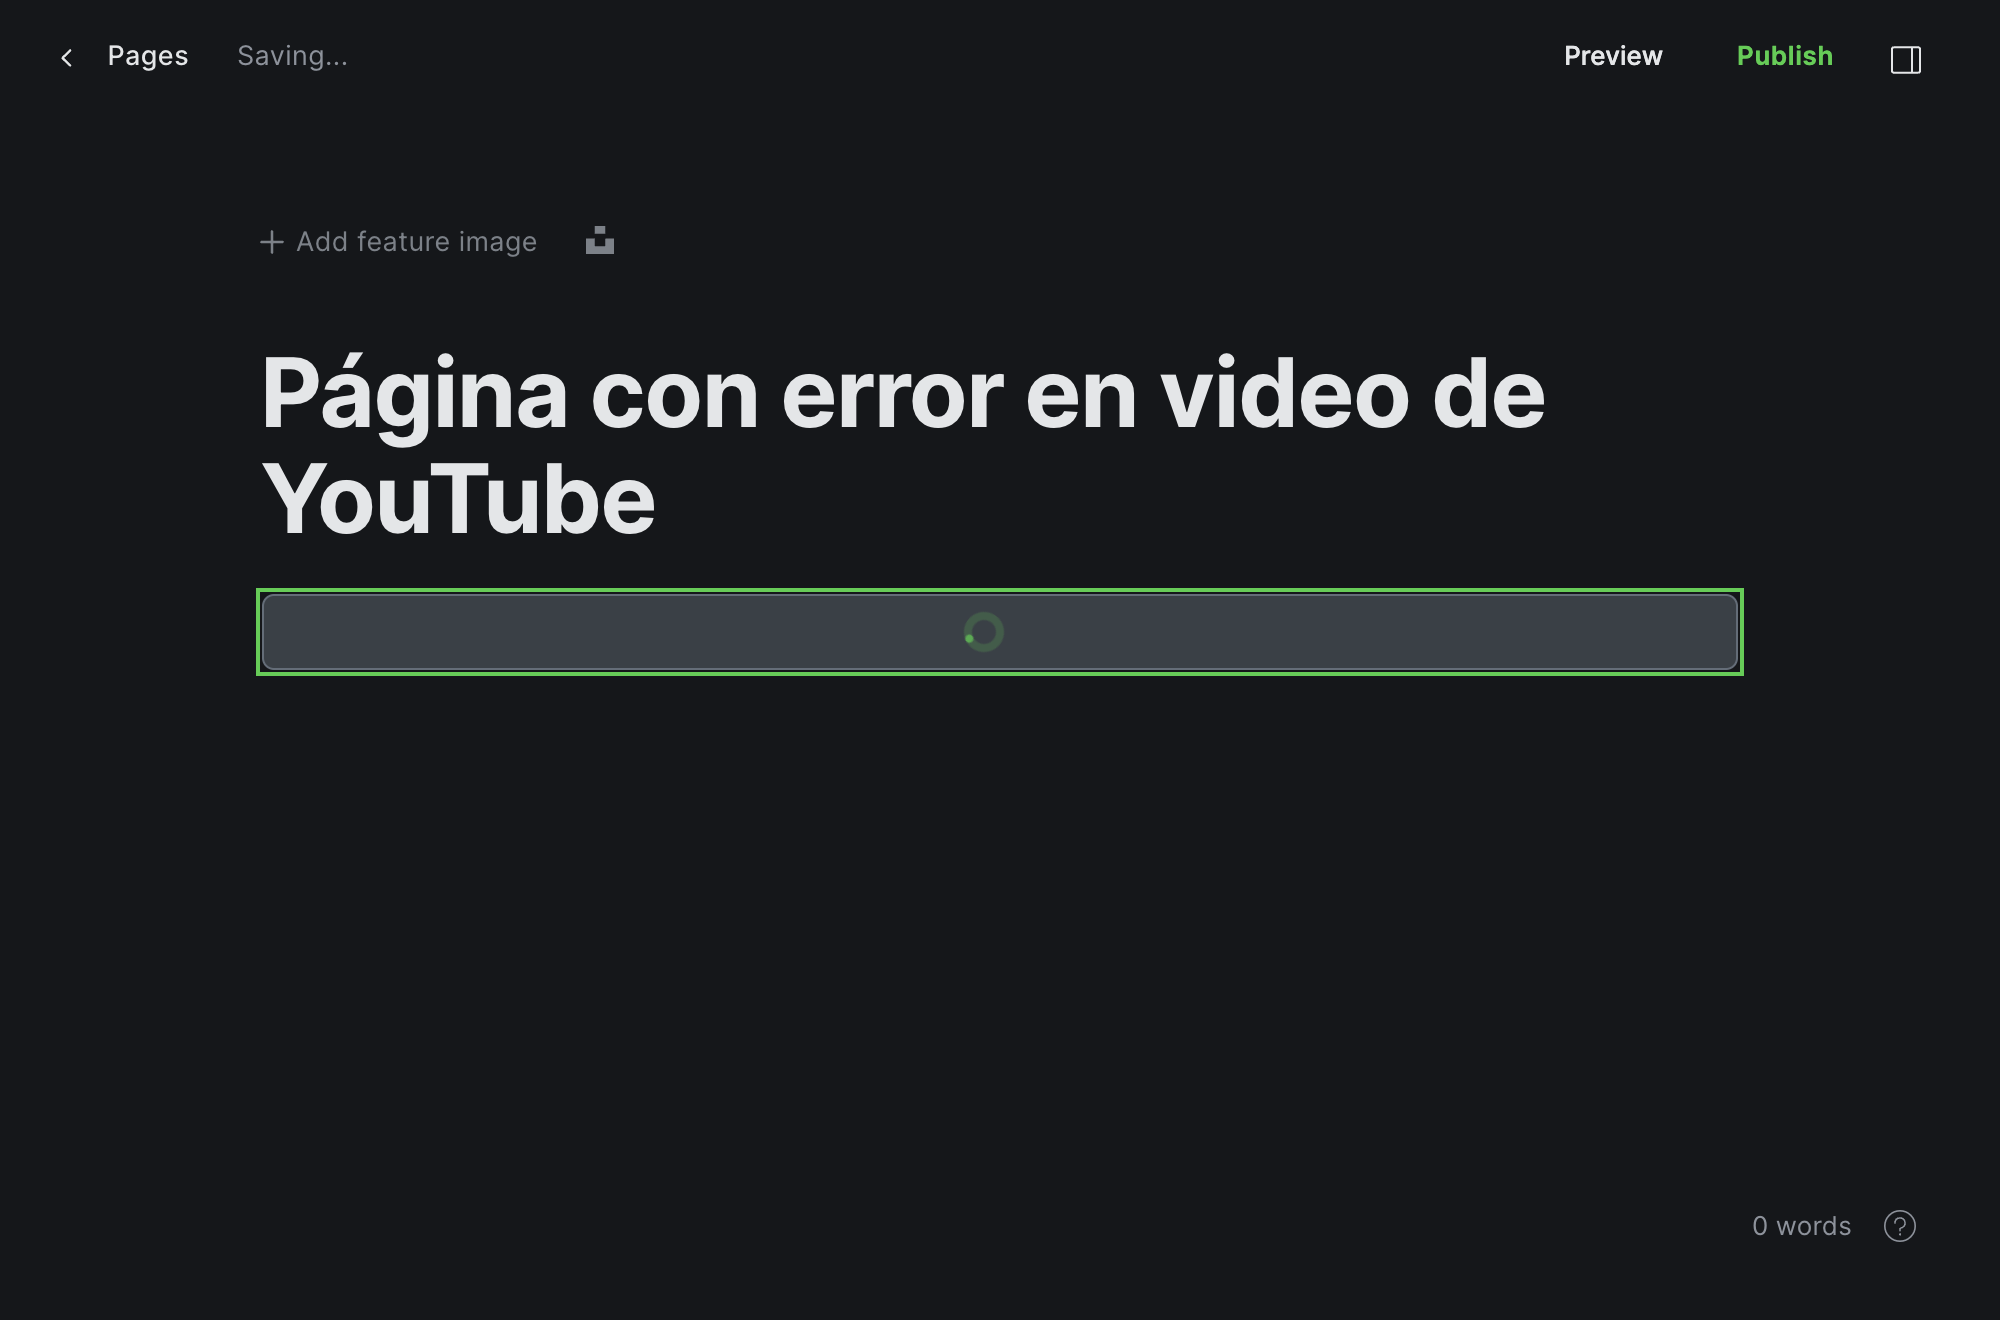 Pages
Saving...
Preview
Publish
Add feature image
Página con error en video de
YouTube
0 words
?